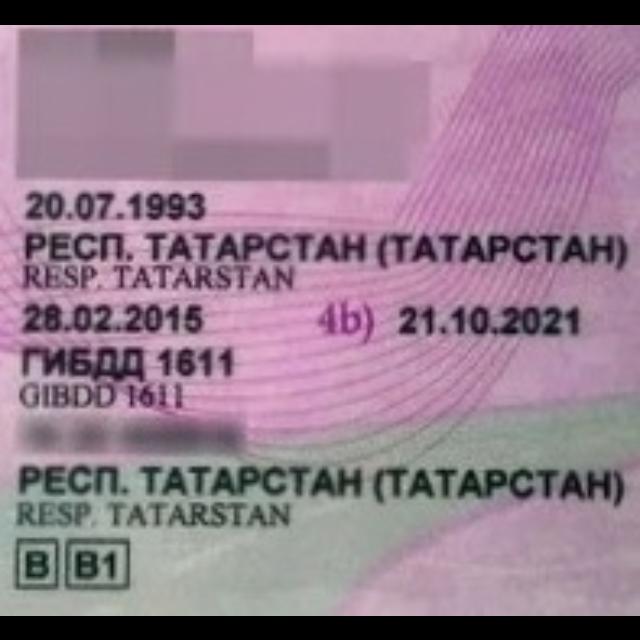 20.07.1993
РЕСП. ТАТАРСТАН (ТАТАРСТАН)
RESP. TATARSTAN
28.02.2015 4b) 21.10.2021
ГИБДД 1611
GIBDD 1611
РЕСП. ТАТАРСТАН (ТАТАРСТАН)
RESP. TATARSTAN
B B1